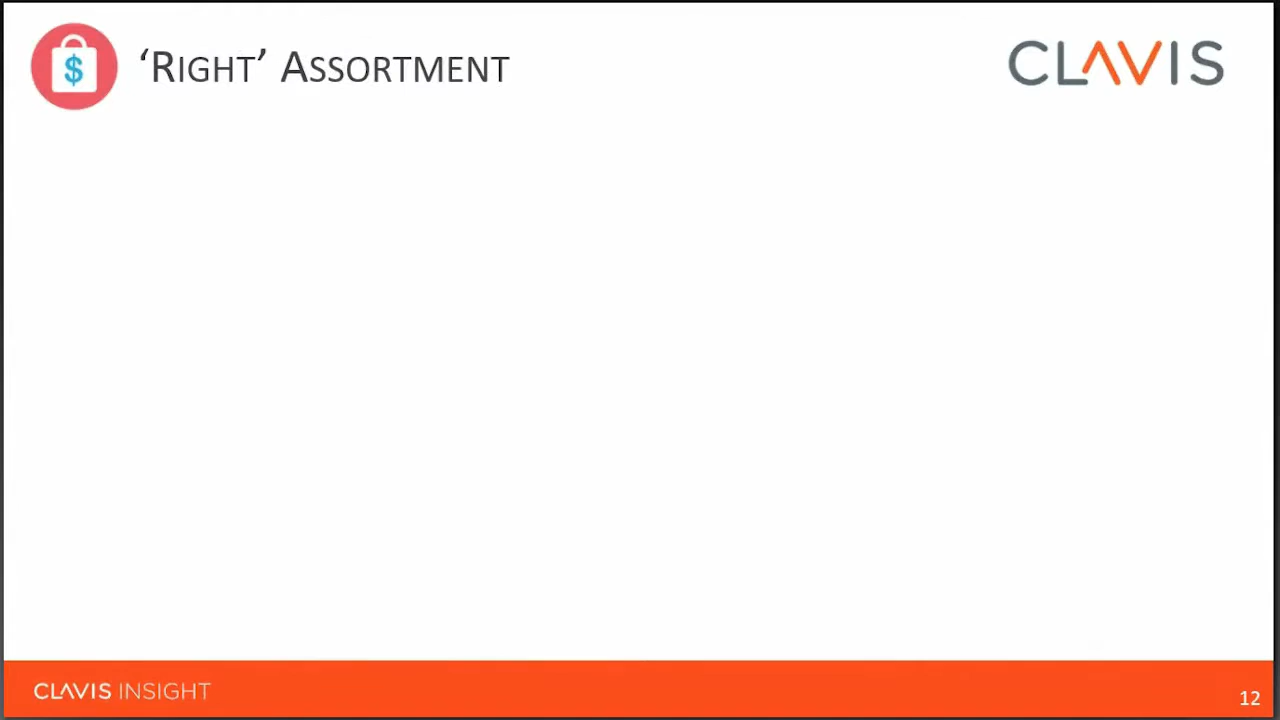 $
‘RIGHT’ ASSORTMENT
CLAVIS
CLAVIS INSIGHT
12